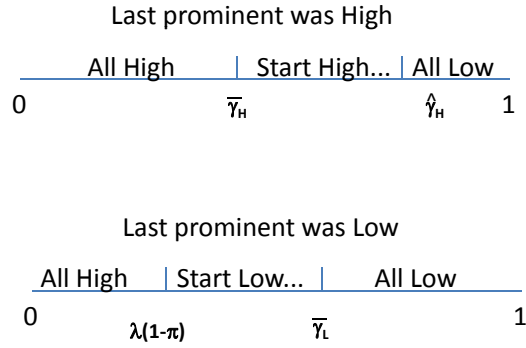 Last prominent was High
All High Start High... All Low
0 γ̅H γ̂H 1
Last prominent was Low
All High Start Low... All Low
0 λ(1-π) γ̅L 1